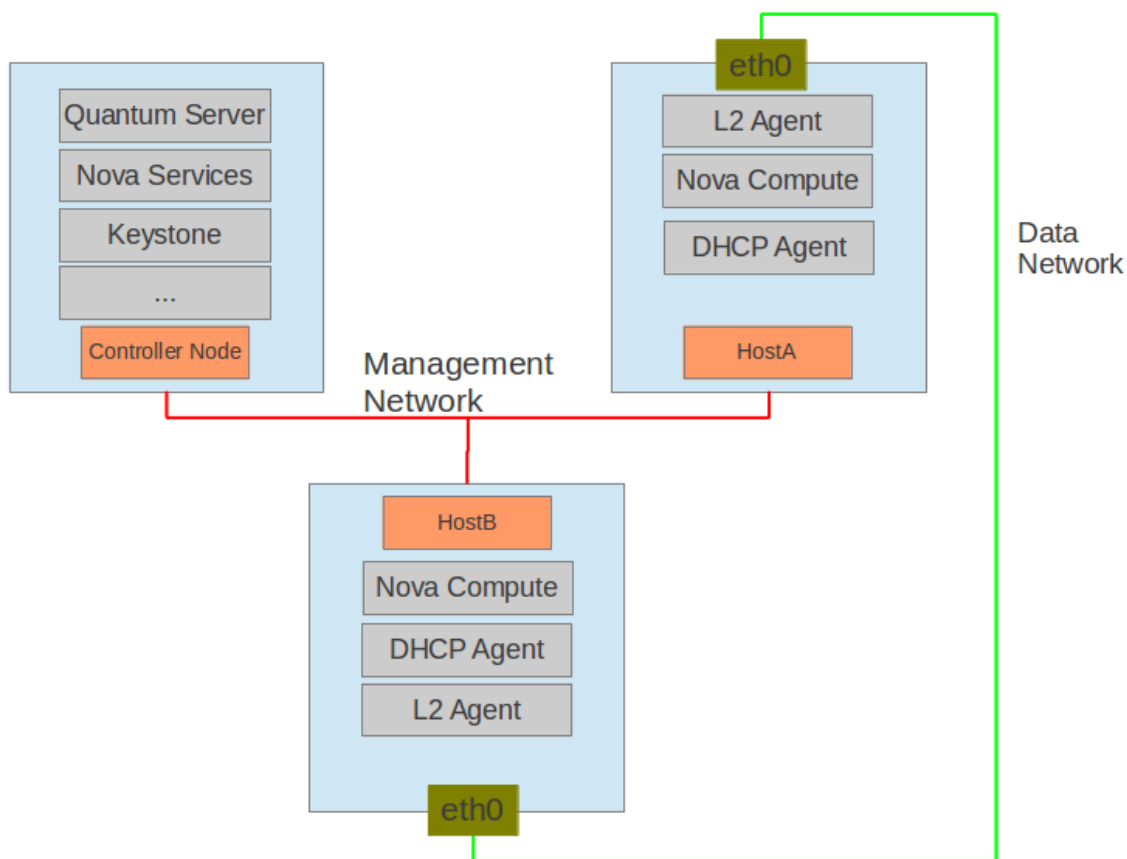 Quantum Server
Nova Services
Keystone
...
Controller Node
eth0
L2 Agent
Nova Compute
DHCP Agent
HostA
Data
Network
Management
Network
HostB
Nova Compute
DHCP Agent
L2 Agent
eth0